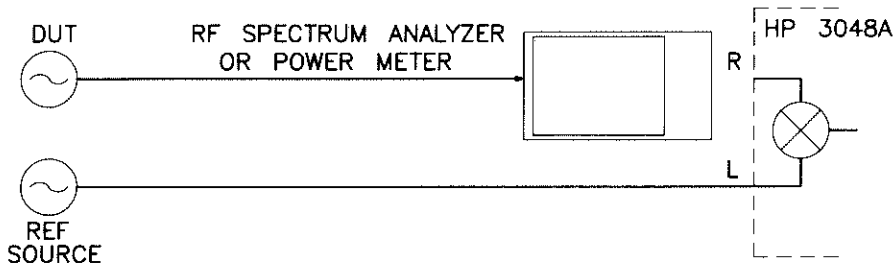 DUT
RF SPECTRUM ANALYZER
OR POWER METER
HP 3048A
R
L
REF
SOURCE